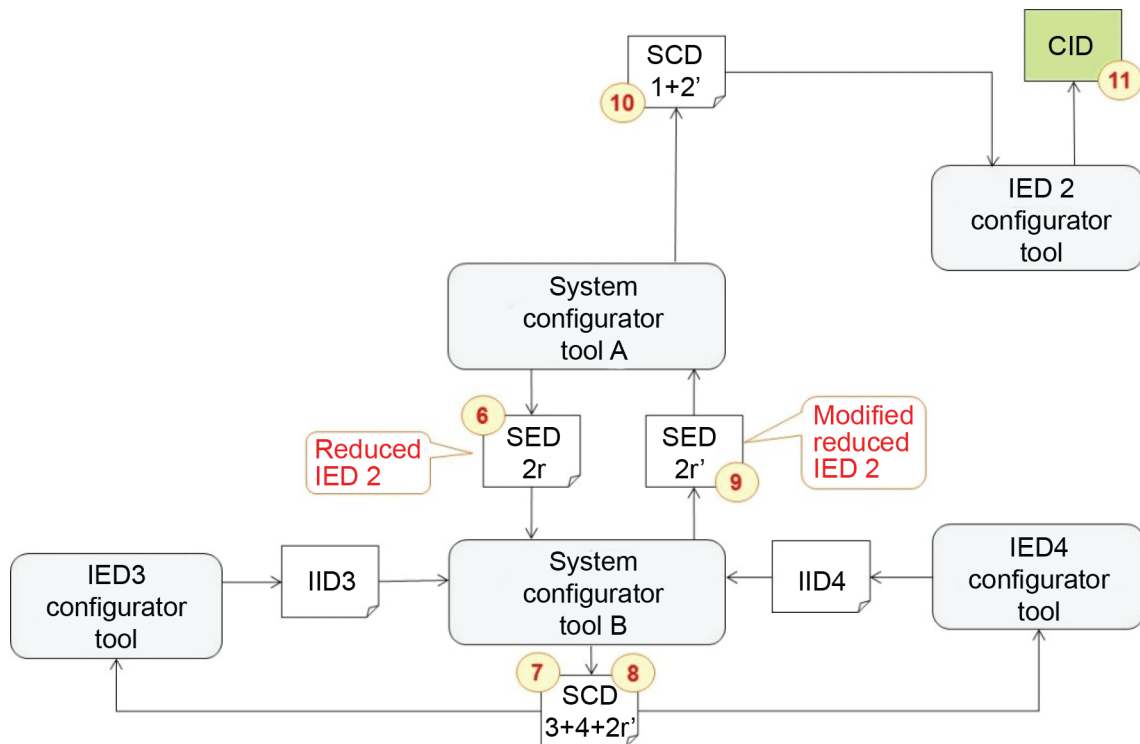 SCD
1+2’
10
CID
11
IED 2
configurator
tool
System
configurator
tool A
6
SED
2r
Reduced
IED 2
SED
2r’
9
Modified
reduced
IED 2
IED3
configurator
tool
IID3
System
configurator
tool B
IID4
IED4
configurator
tool
7
8
SCD
3+4+2r’